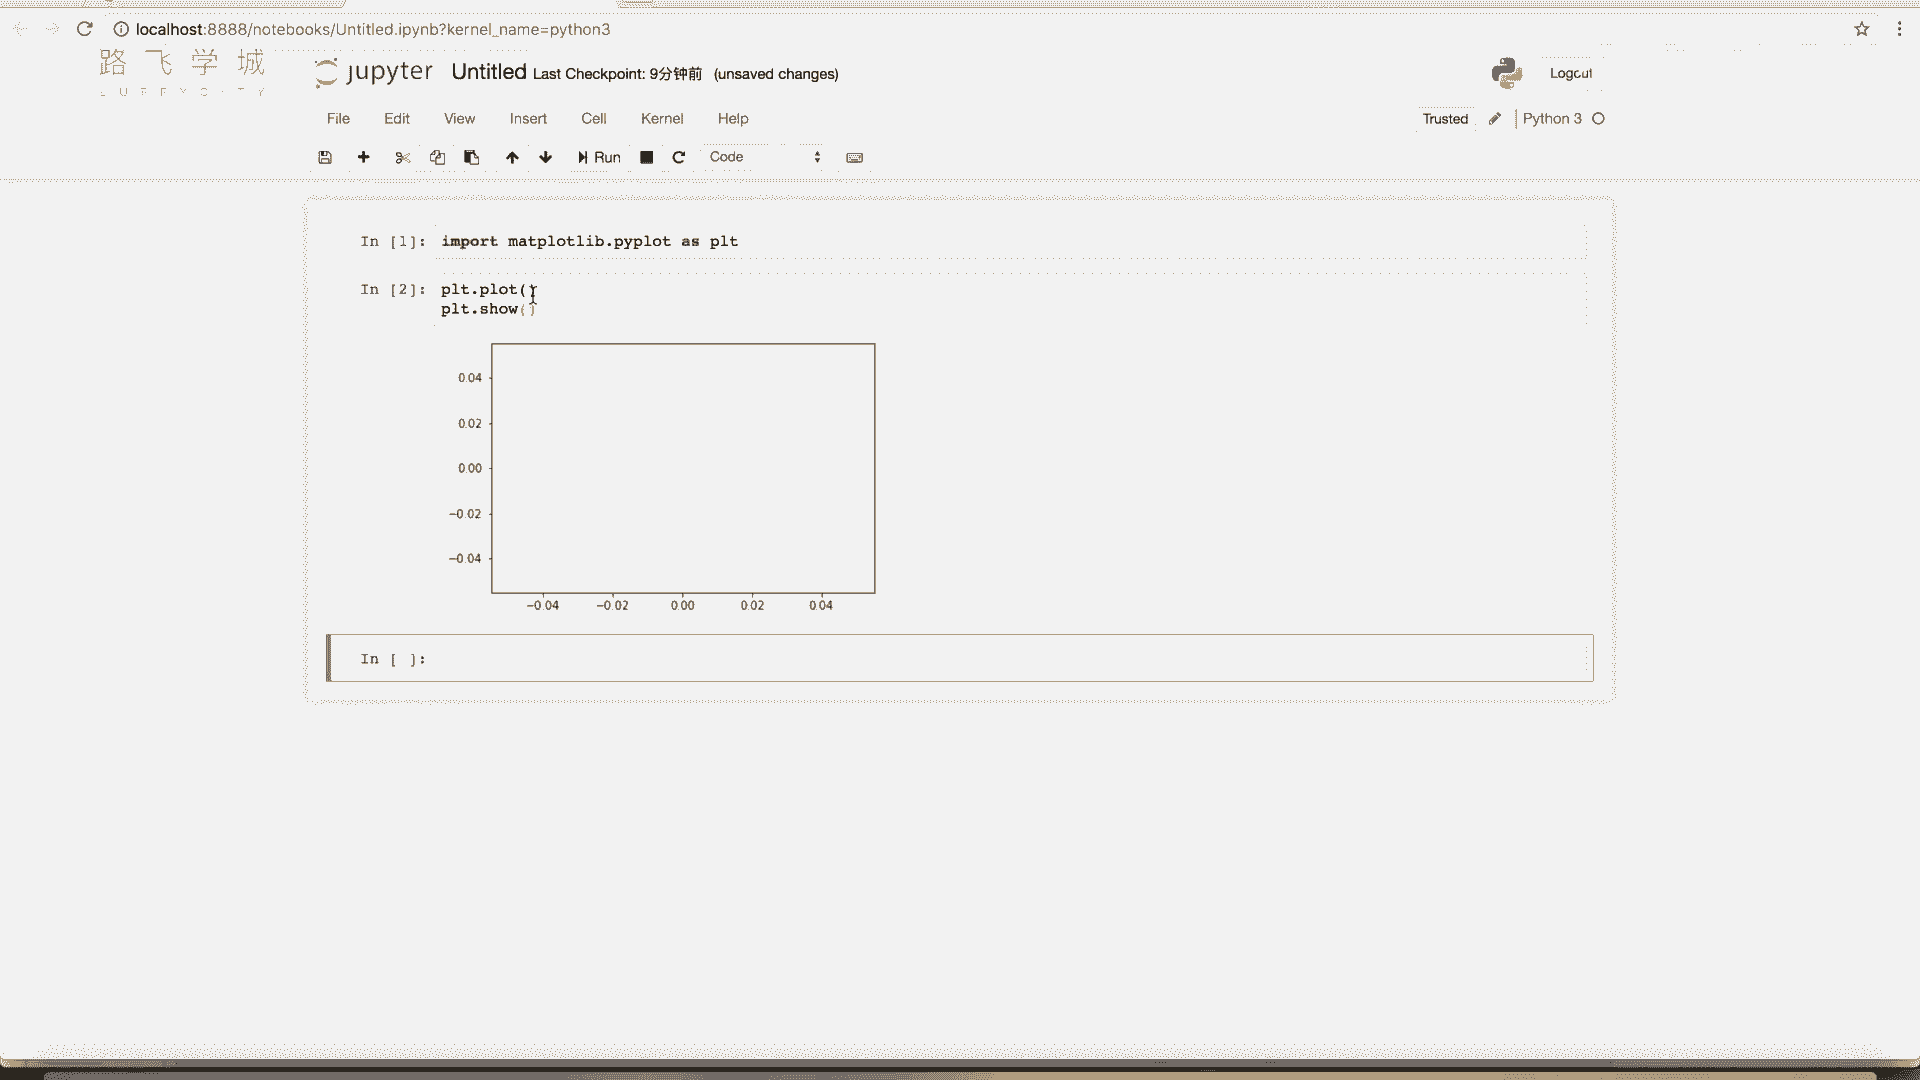 localhost:8888/notebooks/Untitled.ipynb?kernel_name=python3
路飞学城
LUFFYCITY
jupyter Untitled Last Checkpoint: 9分钟前 (unsaved changes)
Logout
File Edit View Insert Cell Kernel Help
Trusted Python 3
Run Code
In [1]: import matplotlib.pyplot as plt
In [2]: plt.plot()
plt.show()
0.04
0.02
0.00
−0.02
−0.04
−0.04 −0.02 0.00 0.02 0.04
In [ ]: